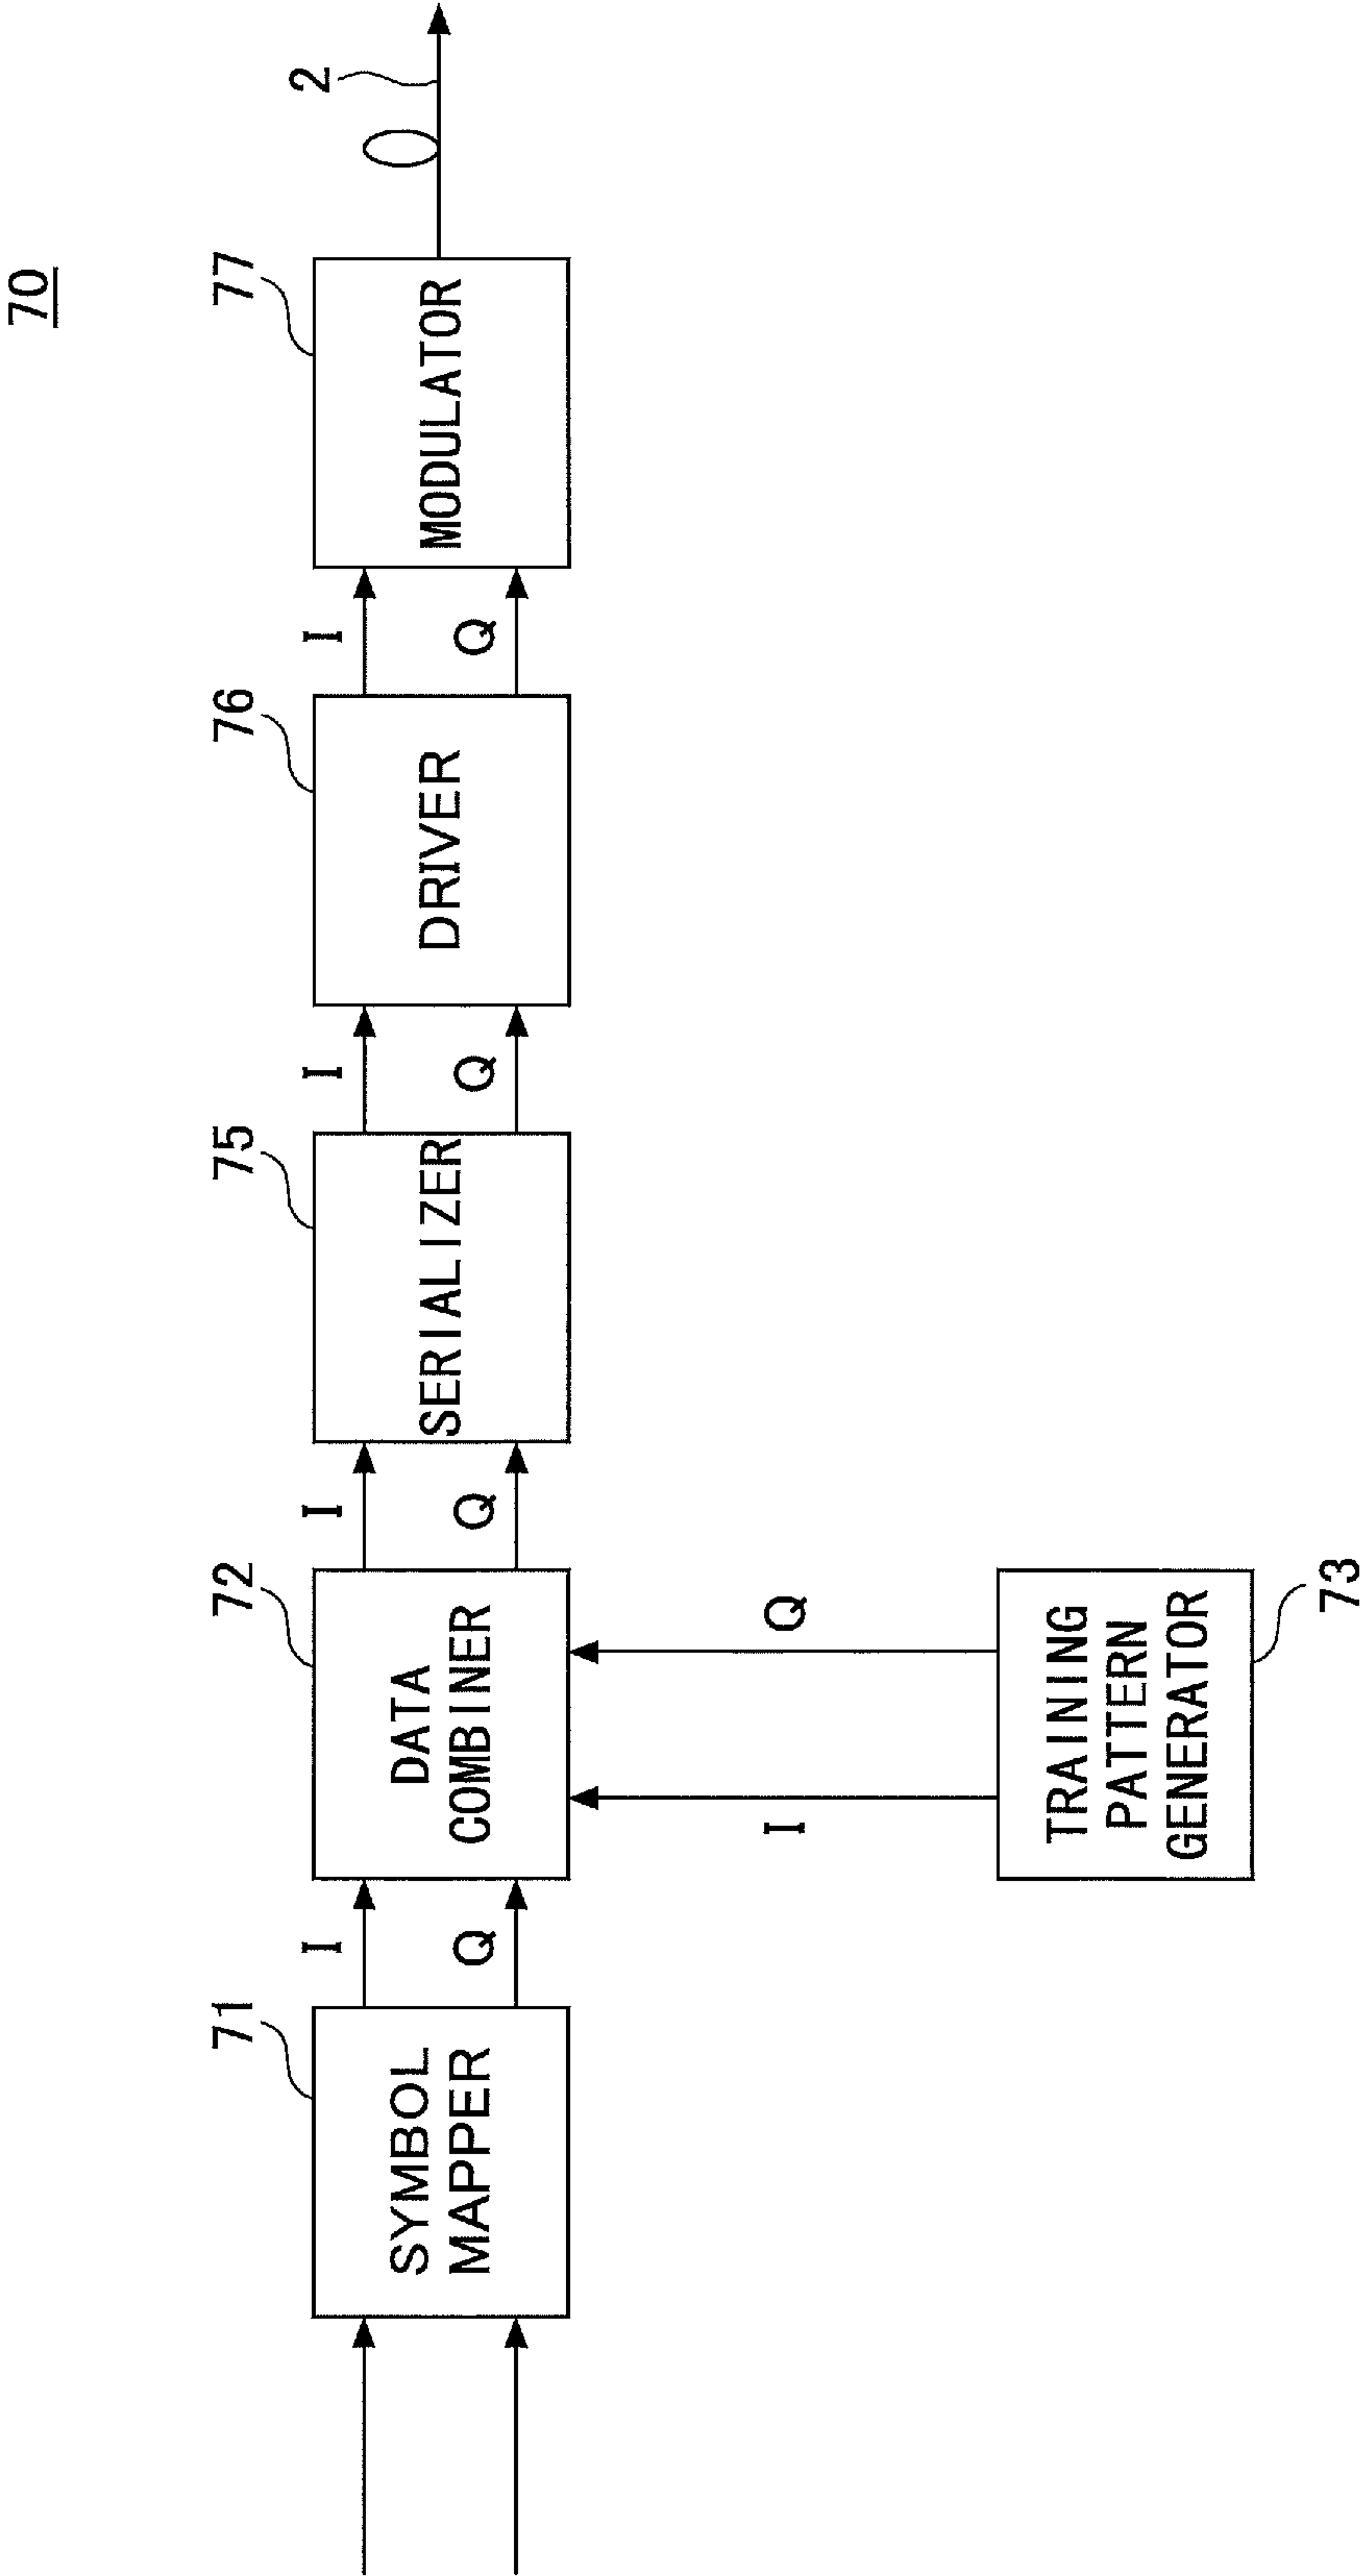 70
71
SYMBOL
MAPPER
I
Q
72
DATA
COMBINER
I
Q
75
SERIALIZER
I
Q
76
DRIVER
I
Q
77
MODULATOR
2
I
Q
TRAINING
PATTERN
GENERATOR
73